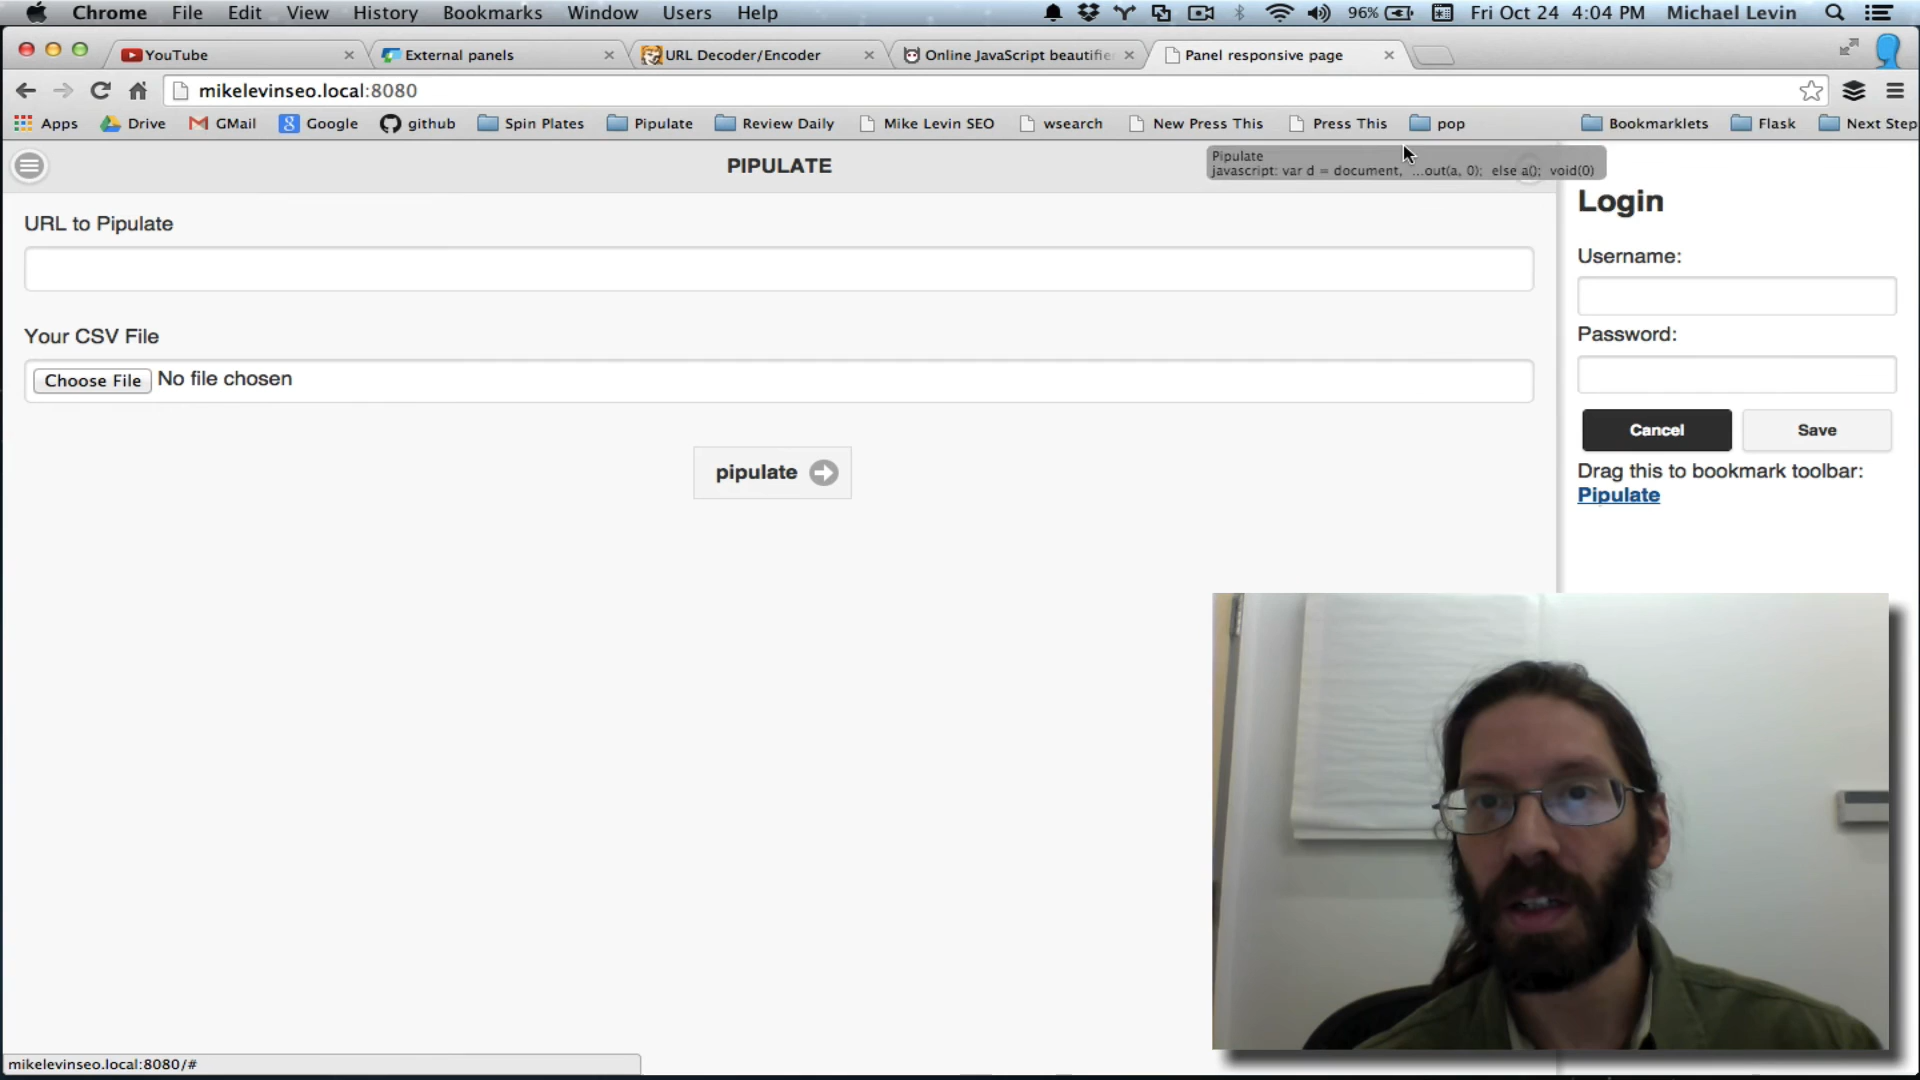 Chrome File Edit View History Bookmarks Window Users Help 96% Fri Oct 24 4:04 PM Michael Levin
YouTube External panels URL Decoder/Encoder Online JavaScript beautifie Panel responsive page
mikelevinseo.local:8080
Apps Drive GMail Google github Spin Plates Pipulate Review Daily Mike Levin SEO wsearch New Press This Press This pop Bookmarklets Flask Next Step
PIPULATE
Pipulate
javascript: var d = document, ...out(a, 0); else a(); void(0)
URL to Pipulate
Your CSV File
Choose File No file chosen
pipulate
Login
Username:
Password:
Cancel Save
Drag this to bookmark toolbar:
Pipulate
mikelevinseo.local:8080/#